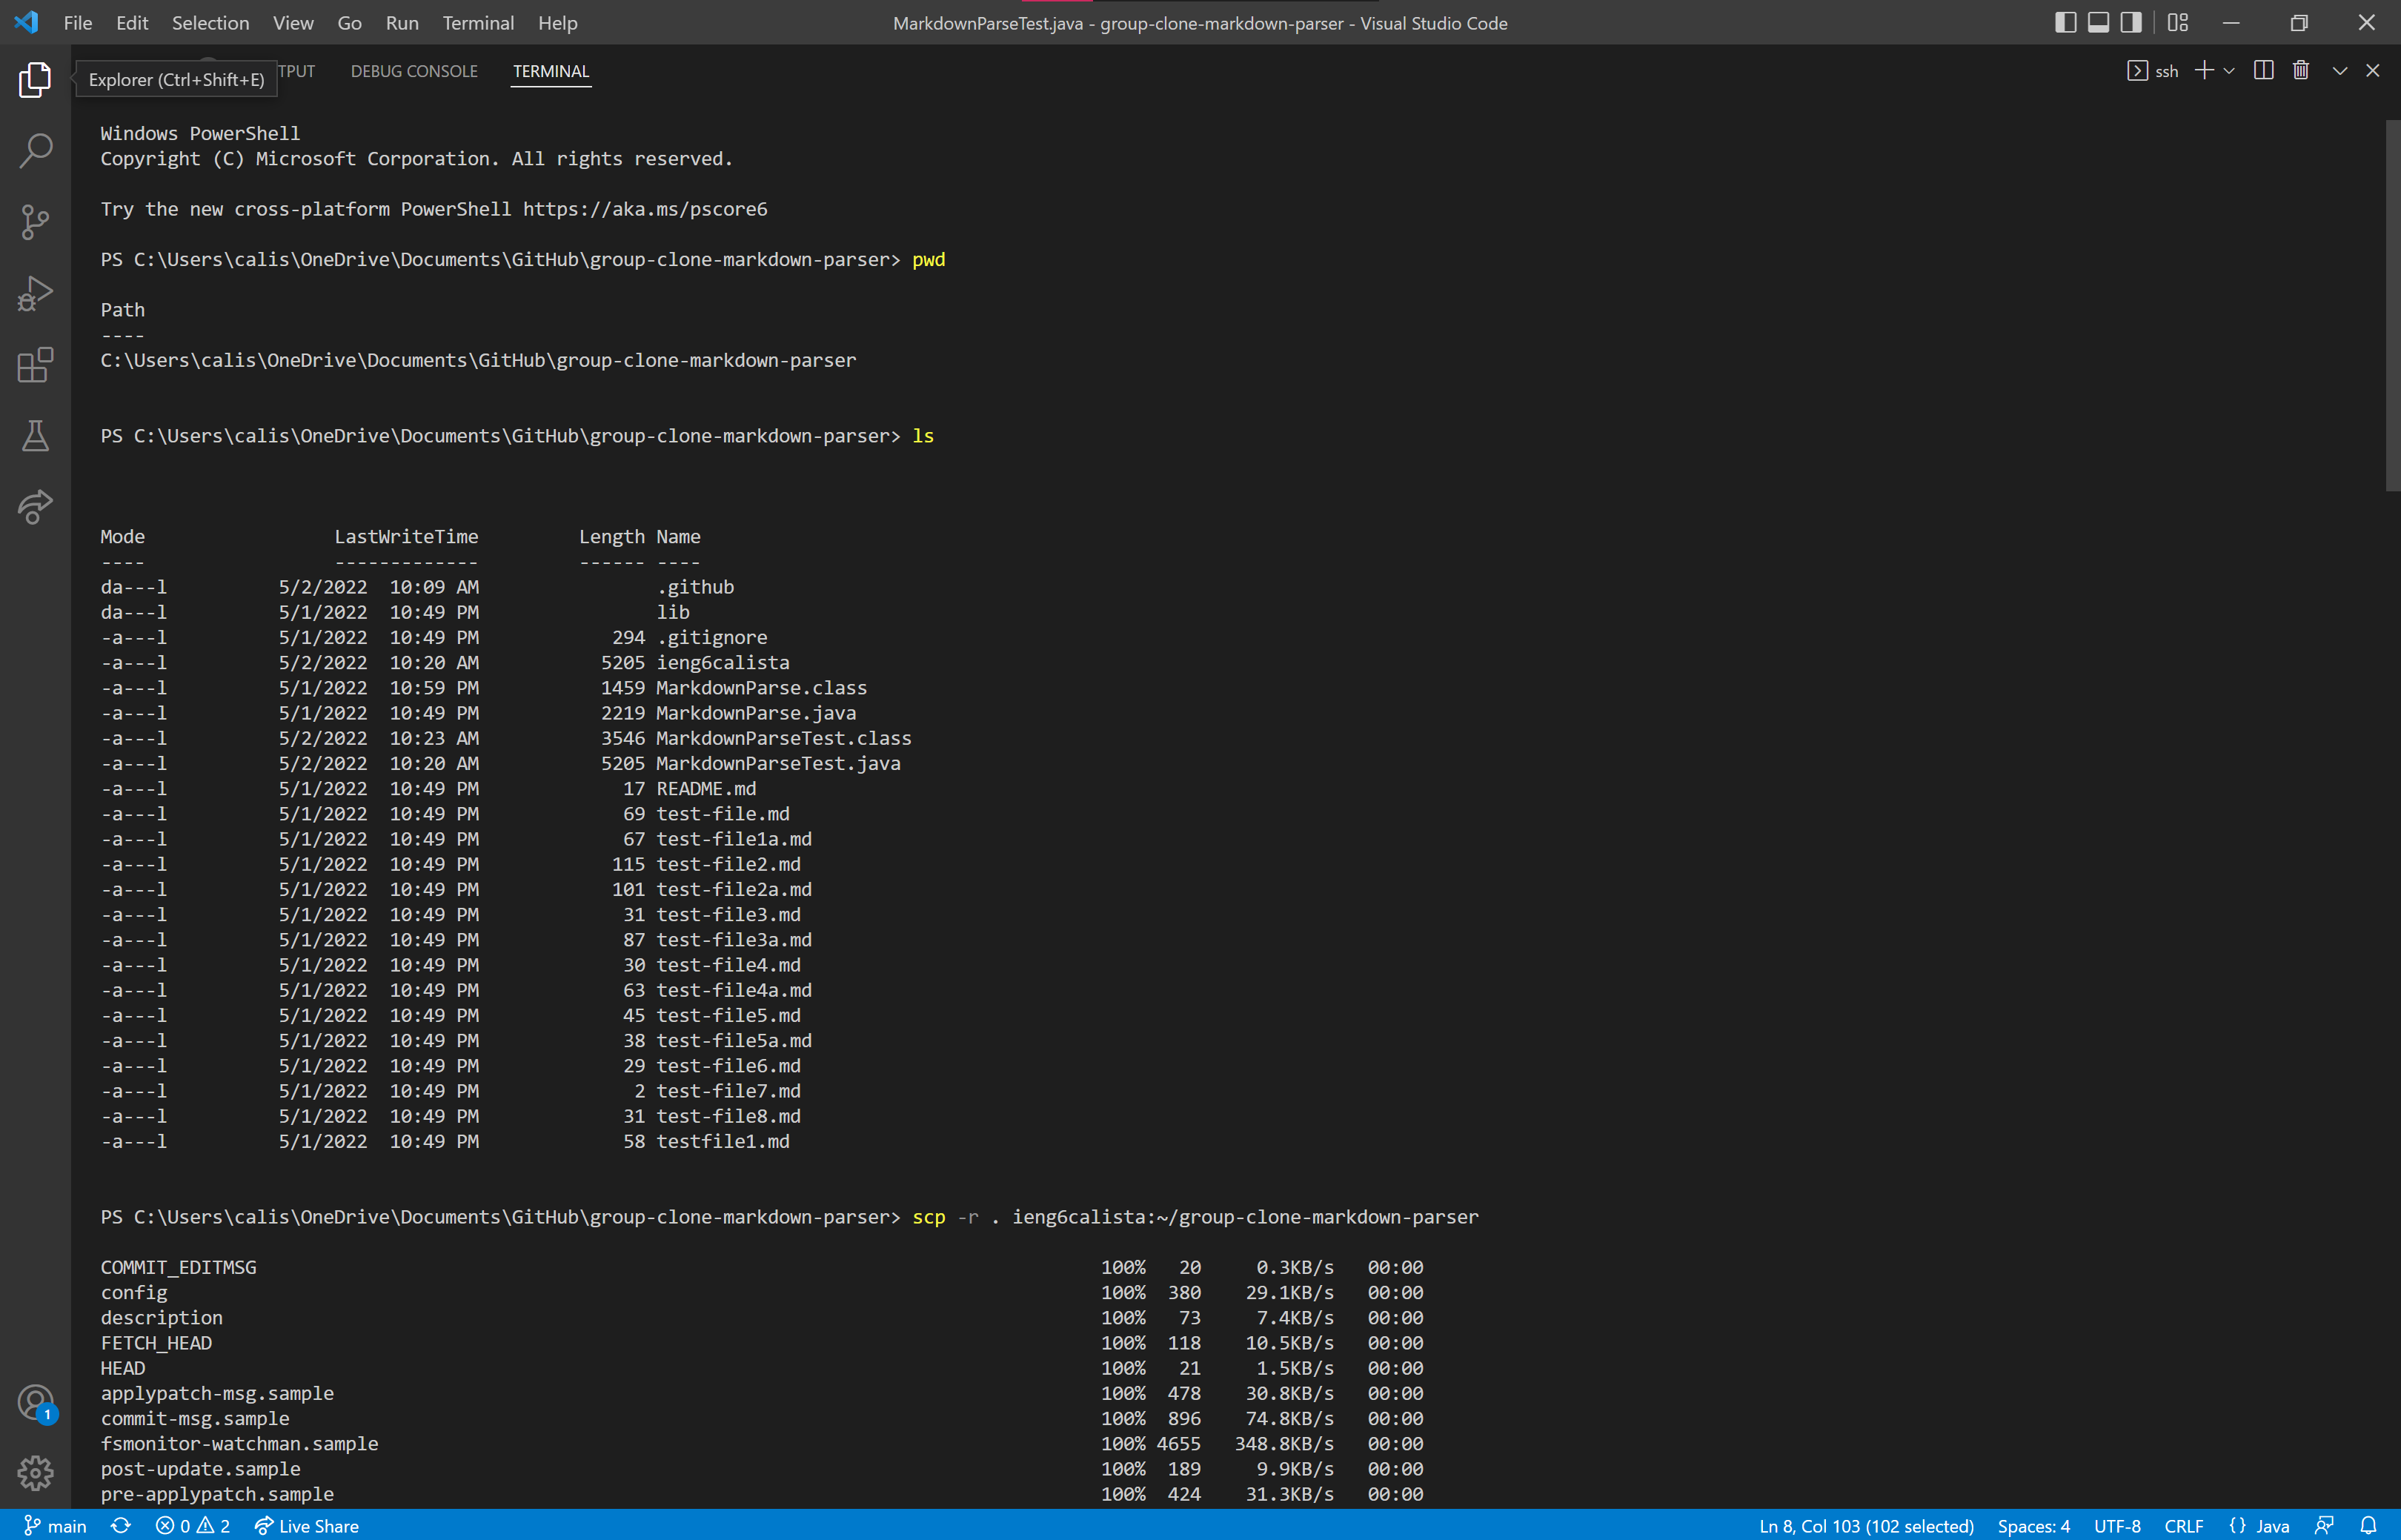 File Edit Selection View Go Run Terminal Help MarkdownParseTest.java - group-clone-markdown-parser - Visual Studio Code
Explorer (Ctrl+Shift+E) TPUT DEBUG CONSOLE TERMINAL ssh
Windows PowerShell
Copyright (C) Microsoft Corporation. All rights reserved.
Try the new cross-platform PowerShell https://aka.ms/pscore6
PS C:\Users\calis\OneDrive\Documents\GitHub\group-clone-markdown-parser> pwd
Path
----
C:\Users\calis\OneDrive\Documents\GitHub\group-clone-markdown-parser
PS C:\Users\calis\OneDrive\Documents\GitHub\group-clone-markdown-parser> ls
Mode LastWriteTime Length Name
---- ------------- ------ ----
da---l 5/2/2022 10:09 AM .github
da---l 5/1/2022 10:49 PM lib
-a---l 5/1/2022 10:49 PM 294 .gitignore
-a---l 5/2/2022 10:20 AM 5205 ieng6calista
-a---l 5/1/2022 10:59 PM 1459 MarkdownParse.class
-a---l 5/1/2022 10:49 PM 2219 MarkdownParse.java
-a---l 5/2/2022 10:23 AM 3546 MarkdownParseTest.class
-a---l 5/2/2022 10:20 AM 5205 MarkdownParseTest.java
-a---l 5/1/2022 10:49 PM 17 README.md
-a---l 5/1/2022 10:49 PM 69 test-file.md
-a---l 5/1/2022 10:49 PM 67 test-file1a.md
-a---l 5/1/2022 10:49 PM 115 test-file2.md
-a---l 5/1/2022 10:49 PM 101 test-file2a.md
-a---l 5/1/2022 10:49 PM 31 test-file3.md
-a---l 5/1/2022 10:49 PM 87 test-file3a.md
-a---l 5/1/2022 10:49 PM 30 test-file4.md
-a---l 5/1/2022 10:49 PM 63 test-file4a.md
-a---l 5/1/2022 10:49 PM 45 test-file5.md
-a---l 5/1/2022 10:49 PM 38 test-file5a.md
-a---l 5/1/2022 10:49 PM 29 test-file6.md
-a---l 5/1/2022 10:49 PM 2 test-file7.md
-a---l 5/1/2022 10:49 PM 31 test-file8.md
-a---l 5/1/2022 10:49 PM 58 testfile1.md
PS C:\Users\calis\OneDrive\Documents\GitHub\group-clone-markdown-parser> scp -r . ieng6calista:~/group-clone-markdown-parser
COMMIT_EDITMSG 100% 20 0.3KB/s 00:00
config 100% 380 29.1KB/s 00:00
description 100% 73 7.4KB/s 00:00
FETCH_HEAD 100% 118 10.5KB/s 00:00
HEAD 100% 21 1.5KB/s 00:00
applypatch-msg.sample 100% 478 30.8KB/s 00:00
commit-msg.sample 100% 896 74.8KB/s 00:00
fsmonitor-watchman.sample 100% 4655 348.8KB/s 00:00
post-update.sample 100% 189 9.9KB/s 00:00
pre-applypatch.sample 100% 424 31.3KB/s 00:00
1
main 0 2 Live Share Ln 8, Col 103 (102 selected) Spaces: 4 UTF-8 CRLF {} Java